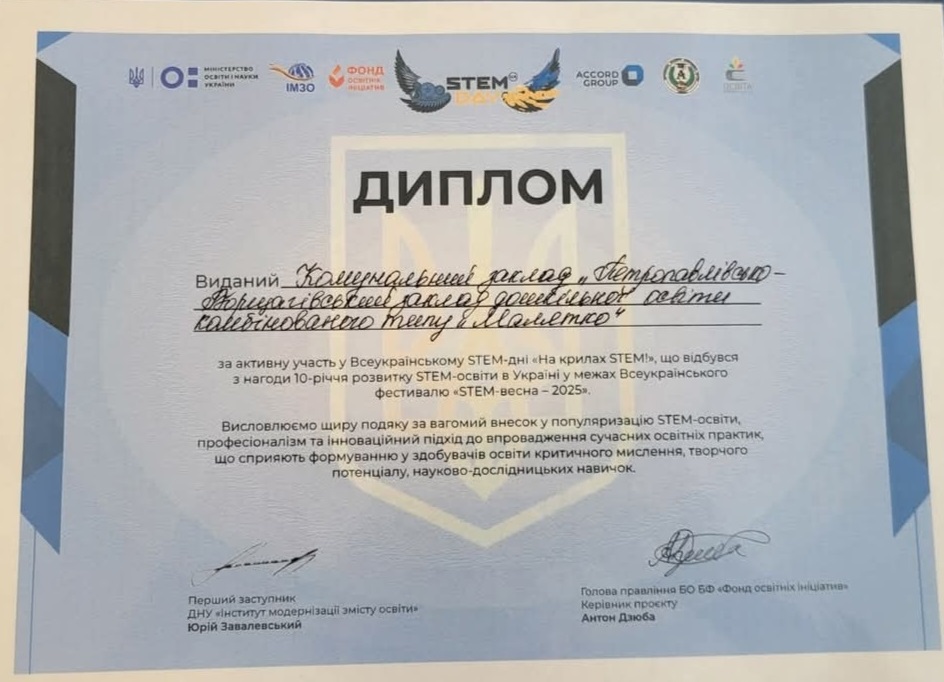 МІНІСТЕРСТВО
ОСВІТИ І НАУКИ
УКРАЇНИ
ІМЗО
ФОНД
ОСВІТНІХ
ІНІЦІАТИВ
STEM
DAY
ACCORD
GROUP
ОСВІТА
ДИПЛОМ
Виданий Комунальний заклад „Петропавлівсько-
Борщагівський заклад дошкільної освіти
комбінованого типу „Малятко“
за активну участь у Всеукраїнському STEM-дні «На крилах STEM!», що відбувся
з нагоди 10-річчя розвитку STEM-освіти в Україні у межах Всеукраїнського
фестивалю «STEM-весна – 2025».
Висловлюємо щиру подяку за вагомий внесок у популяризацію STEM-освіти,
професіоналізм та інноваційний підхід до впровадження сучасних освітніх практик,
що сприяють формуванню у здобувачів освіти критичного мислення, творчого
потенціалу, науково-дослідницьких навичок.
Перший заступник
ДНУ «Інститут модернізації змісту освіти»
Юрій Завалевський
Голова правління БО БФ «Фонд освітніх ініціатив»
Керівник проєкту
Антон Дзюба